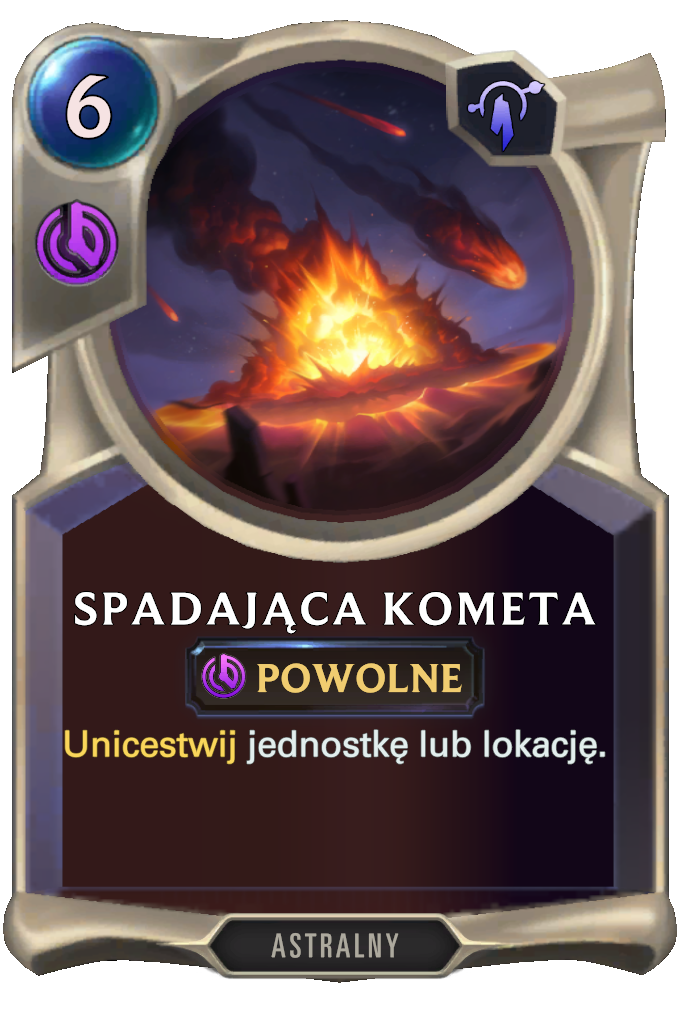 6
SPADAJĄCA KOMETA
POWOLNE
Unicestwij jednostkę lub lokację.
ASTRALNY